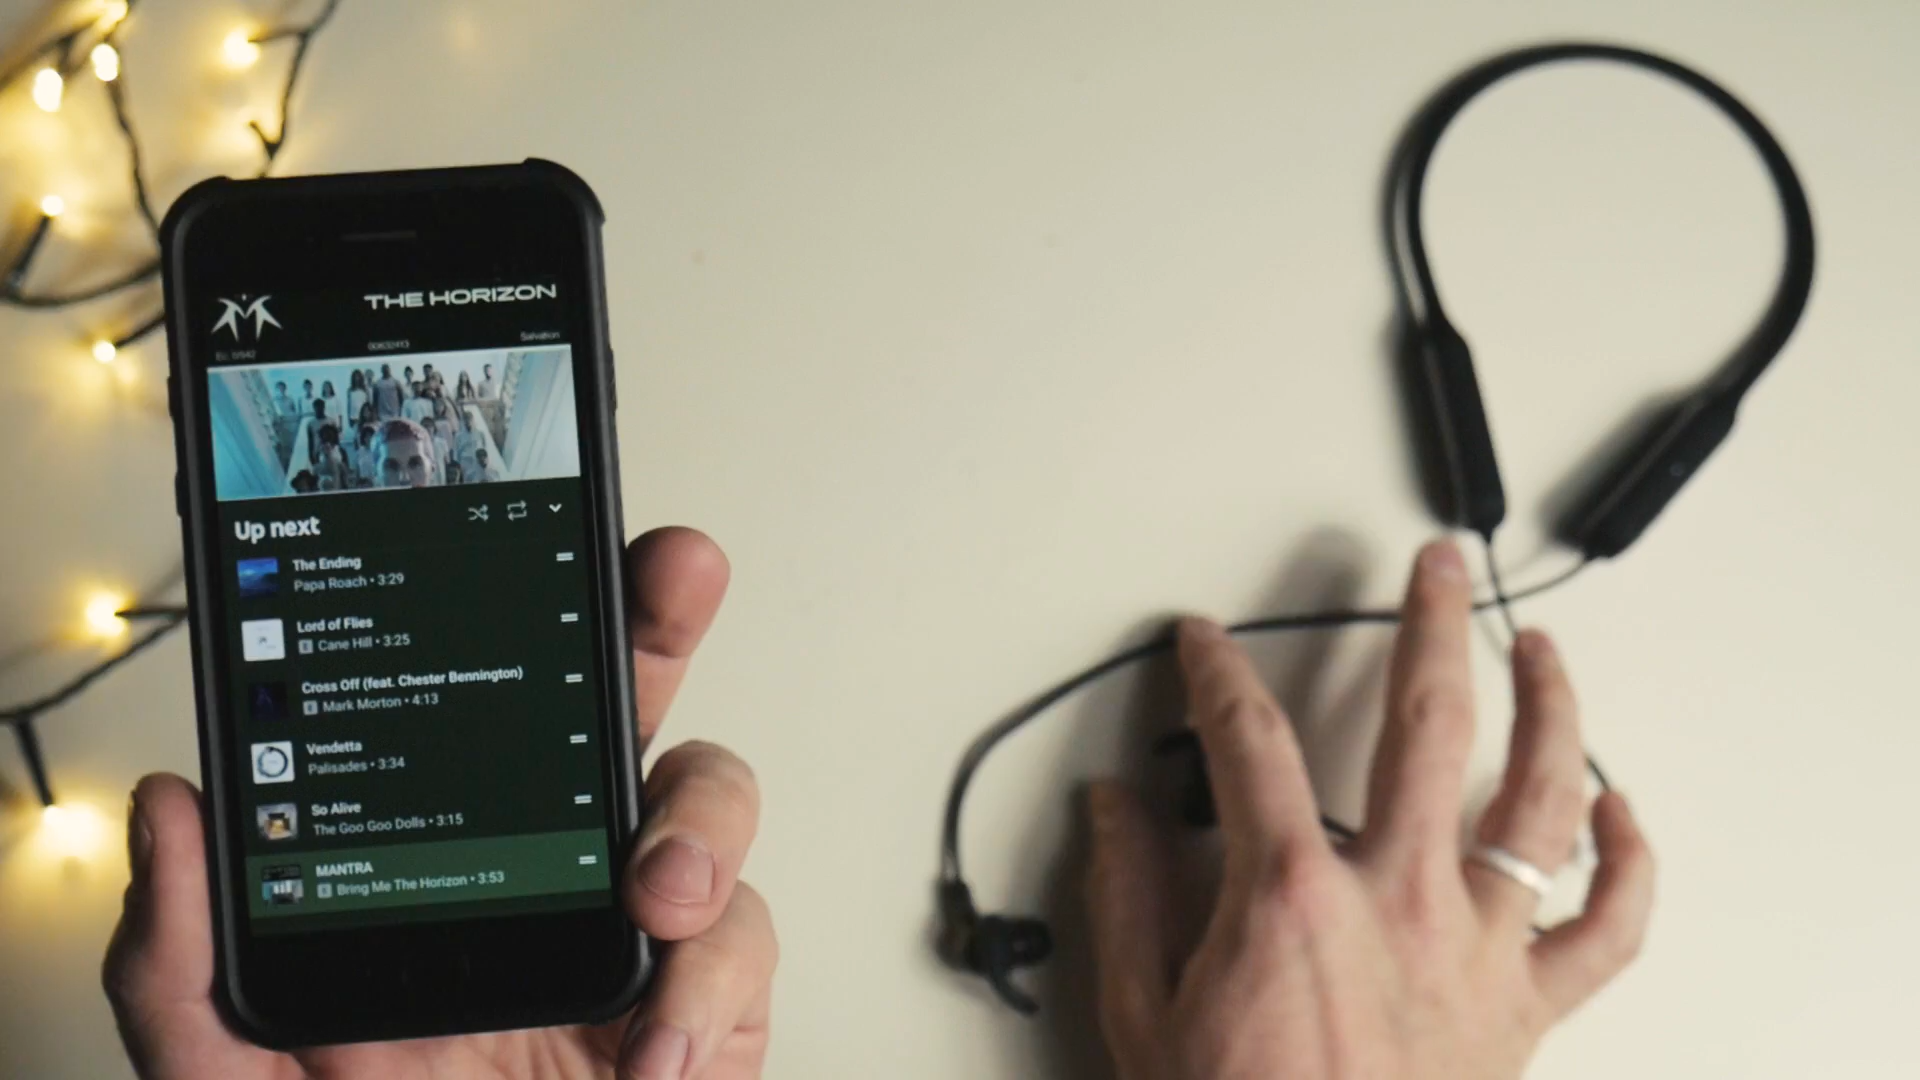 THE HORIZON
Salvation
Up next
The Ending
Papa Roach • 3:29
Lord of Flies
E Cane Hill • 3:25
Cross Off (feat. Chester Bennington)
E Mark Morton • 4:13
Vendetta
Palisades • 3:34
So Alive
The Goo Goo Dolls • 3:15
MANTRA
E Bring Me The Horizon • 3:53